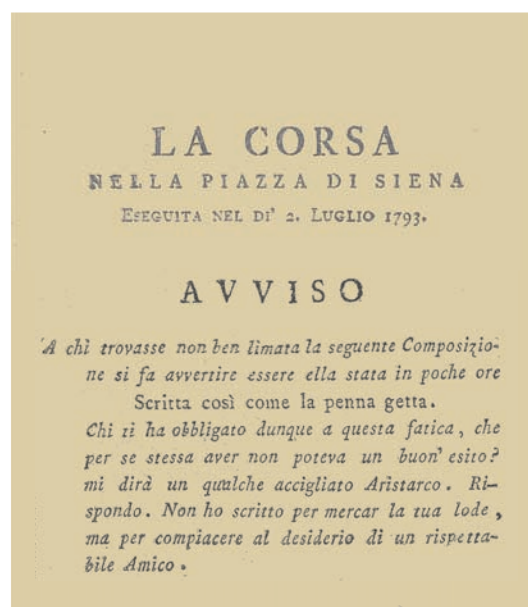 LA CORSA
NELLA PIAZZA DI SIENA
ESEGUITA NEL DI' 2. LUGLIO 1793.
AVVISO
A chi trovasse non ben limata la seguente Composizio-
ne si fa avvertire essere ella stata in poche ore
Scritta così come la penna getta.
Chi ti ha obbligato dunque a questa fatica, che
per se stessa aver non poteva un buon' esito?
mi dirà un qualche accigliato Aristarco. Ri-
spondo. Non ho scritto per mercar la tua lode,
ma per compiacere al desiderio di un rispetta-
bile Amico.